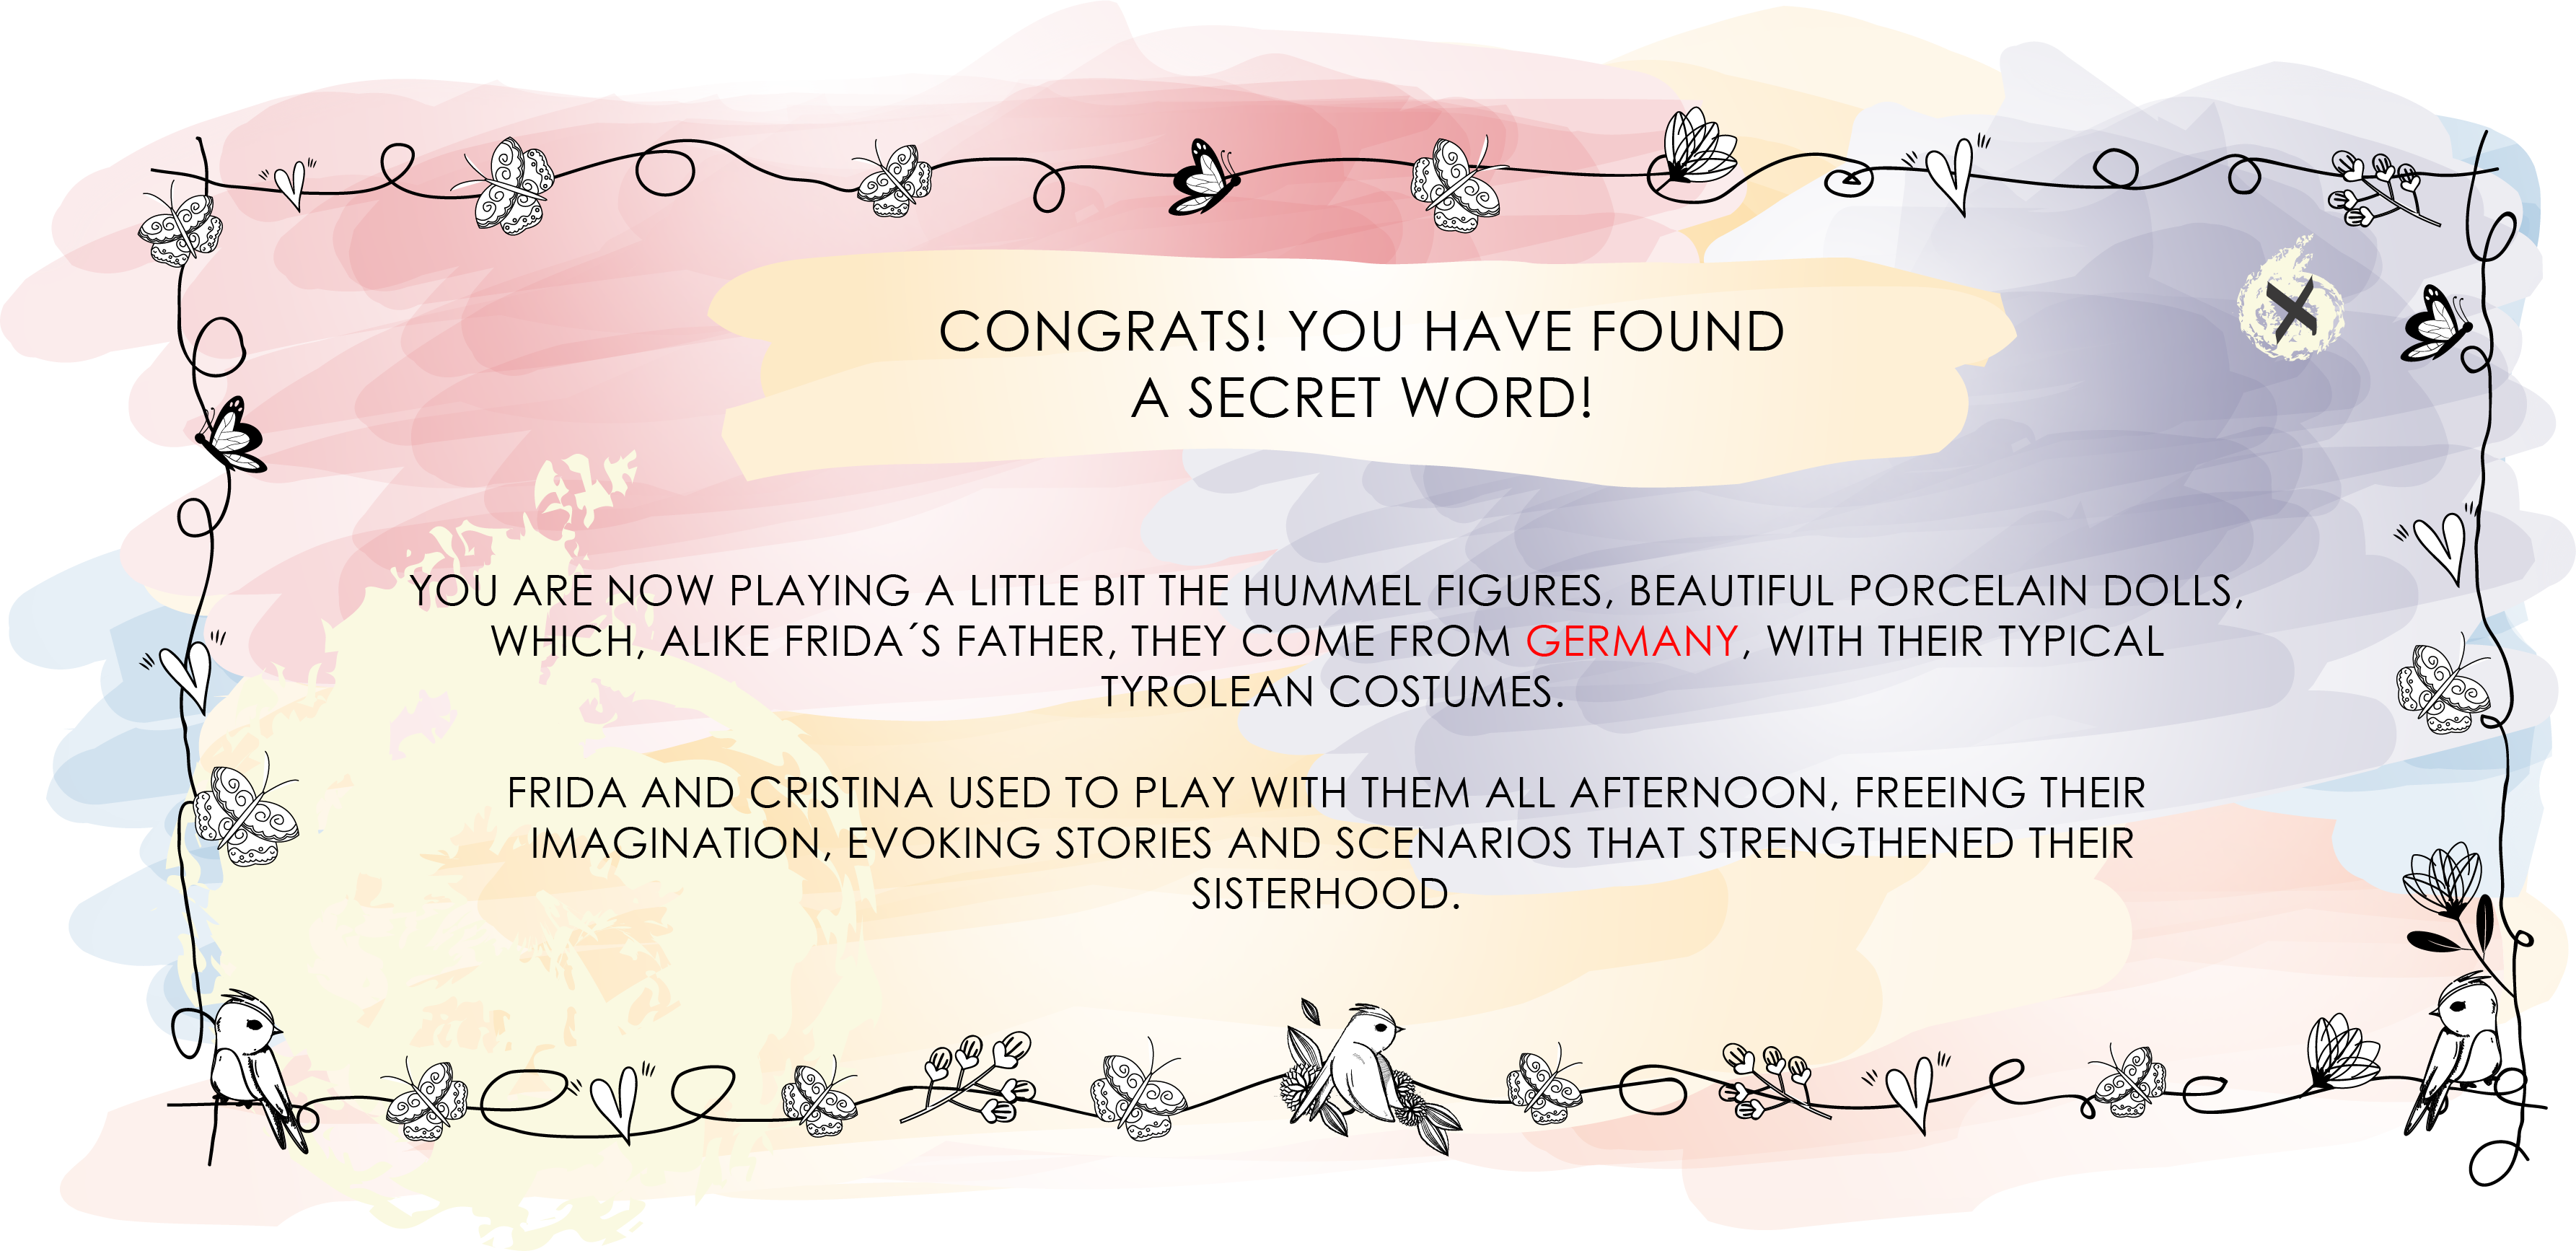 CONGRATS! YOU HAVE FOUND
A SECRET WORD!
YOU ARE NOW PLAYING A LITTLE BIT THE HUMMEL FIGURES, BEAUTIFUL PORCELAIN DOLLS,
WHICH, ALIKE FRIDA´S FATHER, THEY COME FROM GERMANY, WITH THEIR TYPICAL
TYROLEAN COSTUMES.
FRIDA AND CRISTINA USED TO PLAY WITH THEM ALL AFTERNOON, FREEING THEIR
IMAGINATION, EVOKING STORIES AND SCENARIOS THAT STRENGTHENED THEIR
SISTERHOOD.